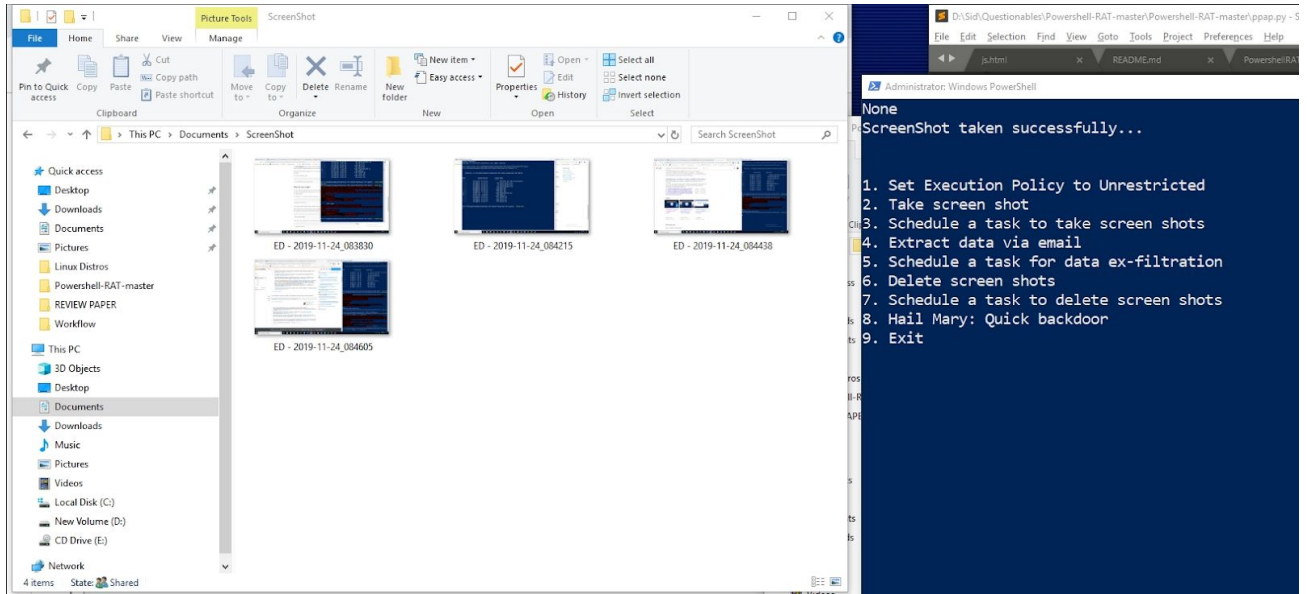 Picture Tools ScreenShot
File Home Share View Manage
Pin to Quick access
Copy
Paste
Cut
Copy path
Paste shortcut
Clipboard
Move to
Copy to
Delete
Rename
Organize
New folder
New item
Easy access
New
Properties
Open
Edit
History
Open
Select all
Select none
Invert selection
Select
This PC > Documents > ScreenShot
Search ScreenShot
Quick access
Desktop
Downloads
Documents
Pictures
Linux Distros
Powershell-RAT-master
REVIEW PAPER
Workflow
This PC
3D Objects
Desktop
Documents
Downloads
Music
Pictures
Videos
Local Disk (C:)
New Volume (D:)
CD Drive (E:)
Network
ED - 2019-11-24_083830
ED - 2019-11-24_084215
ED - 2019-11-24_084438
ED - 2019-11-24_084605
4 items State: Shared
D:\Sid\Questionables\Powershell-RAT-master\Powershell-RAT-master\ppap.py - S
File Edit Selection Find View Goto Tools Project Preferences Help
js.html README.md PowershellRAT
Administrator: Windows PowerShell
None
ScreenShot taken successfully...
1. Set Execution Policy to Unrestricted
2. Take screen shot
3. Schedule a task to take screen shots
4. Extract data via email
5. Schedule a task for data ex-filtration
6. Delete screen shots
7. Schedule a task to delete screen shots
8. Hail Mary: Quick backdoor
9. Exit